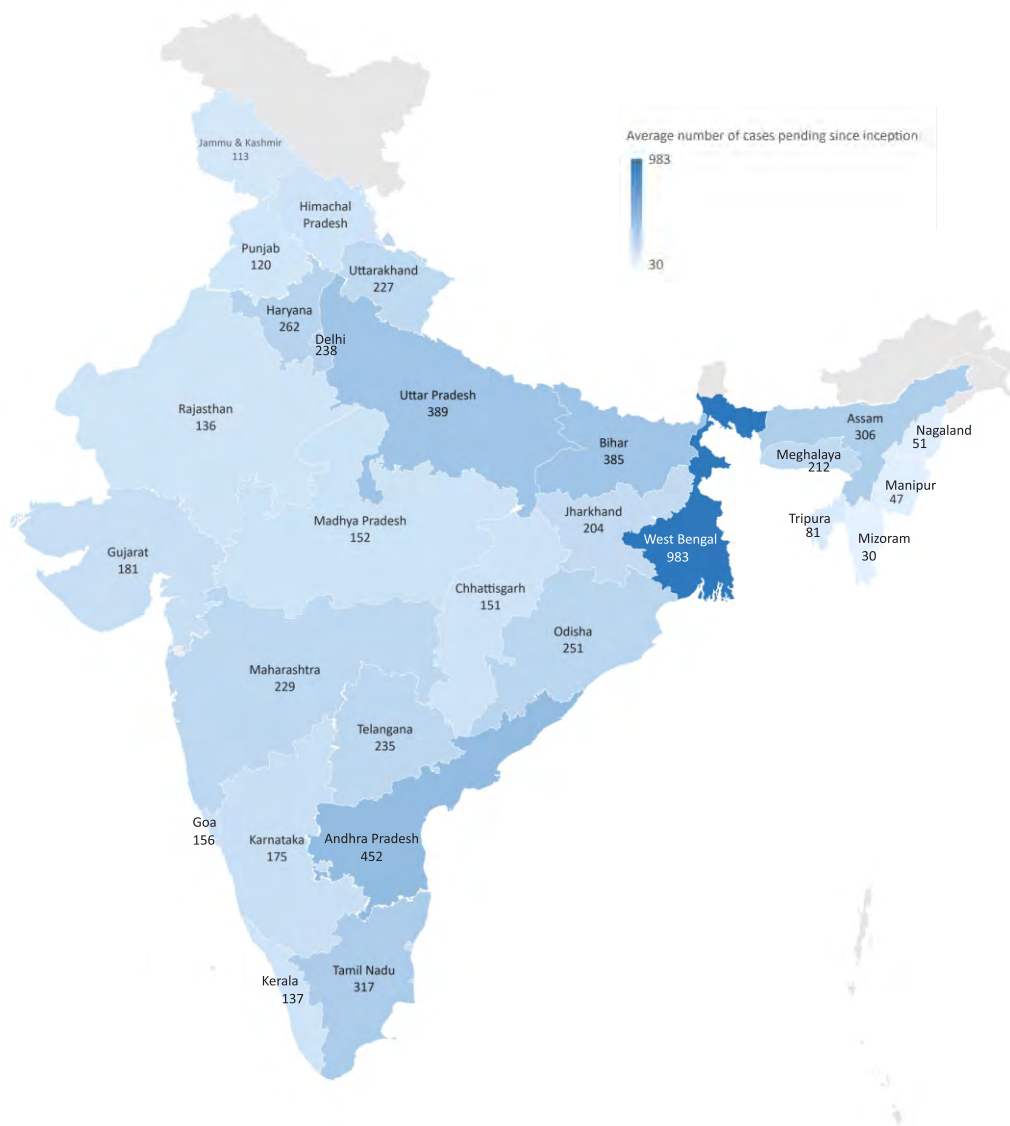 Average number of cases pending since inception
983
30
Jammu & Kashmir
113
Himachal
Pradesh
Punjab
120
Uttarakhand
227
Haryana
262
Delhi
238
Uttar Pradesh
389
Rajasthan
136
Bihar
385
Assam
306
Nagaland
51
Meghalaya
212
Manipur
47
Tripura
81
Mizoram
30
Jharkhand
204
West Bengal
983
Madhya Pradesh
152
Gujarat
181
Chhattisgarh
151
Odisha
251
Maharashtra
229
Telangana
235
Goa
156
Karnataka
175
Andhra Pradesh
452
Tamil Nadu
317
Kerala
137